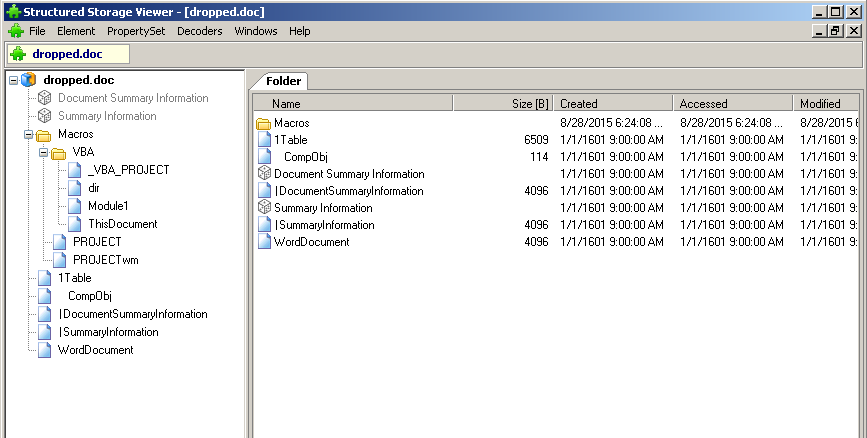 Structured Storage Viewer - [dropped.doc]
File Element PropertySet Decoders Windows Help
dropped.doc
dropped.doc
Document Summary Information
Summary Information
Macros
VBA
_VBA_PROJECT
dir
Module1
ThisDocument
PROJECT
PROJECTwm
1Table
CompObj
|DocumentSummaryInformation
|SummaryInformation
WordDocument
Folder
Name Size [B] Created Accessed Modified
Macros 8/28/2015 6:24:08 ... 8/28/2015 6:24:08 ... 8/28/2015 6
1Table 6509 1/1/1601 9:00:00 AM 1/1/1601 9:00:00 AM 1/1/1601 9:
CompObj 114 1/1/1601 9:00:00 AM 1/1/1601 9:00:00 AM 1/1/1601 9:
Document Summary Information 1/1/1601 9:00:00 AM 1/1/1601 9:00:00 AM 1/1/1601 9:
|DocumentSummaryInformation 4096 1/1/1601 9:00:00 AM 1/1/1601 9:00:00 AM 1/1/1601 9:
Summary Information 1/1/1601 9:00:00 AM 1/1/1601 9:00:00 AM 1/1/1601 9:
|SummaryInformation 4096 1/1/1601 9:00:00 AM 1/1/1601 9:00:00 AM 1/1/1601 9:
WordDocument 4096 1/1/1601 9:00:00 AM 1/1/1601 9:00:00 AM 1/1/1601 9: